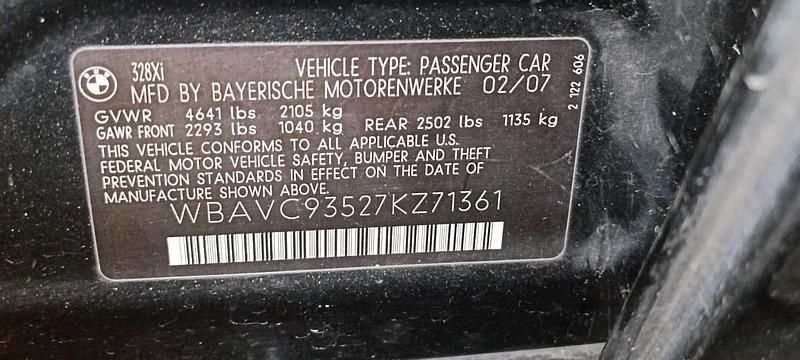 BMW
328Xi
VEHICLE TYPE: PASSENGER CAR
MFD BY BAYERISCHE MOTORENWERKE 02/07
GVWR 4641 lbs 2105 kg
GAWR FRONT 2293 lbs 1040 kg REAR 2502 lbs 1135 kg
THIS VEHICLE CONFORMS TO ALL APPLICABLE U.S.
FEDERAL MOTOR VEHICLE SAFETY, BUMPER AND THEFT
PREVENTION STANDARDS IN EFFECT ON THE DATE OF
MANUFACTURE SHOWN ABOVE.
WBAVC93527KZ71361
2 122 606